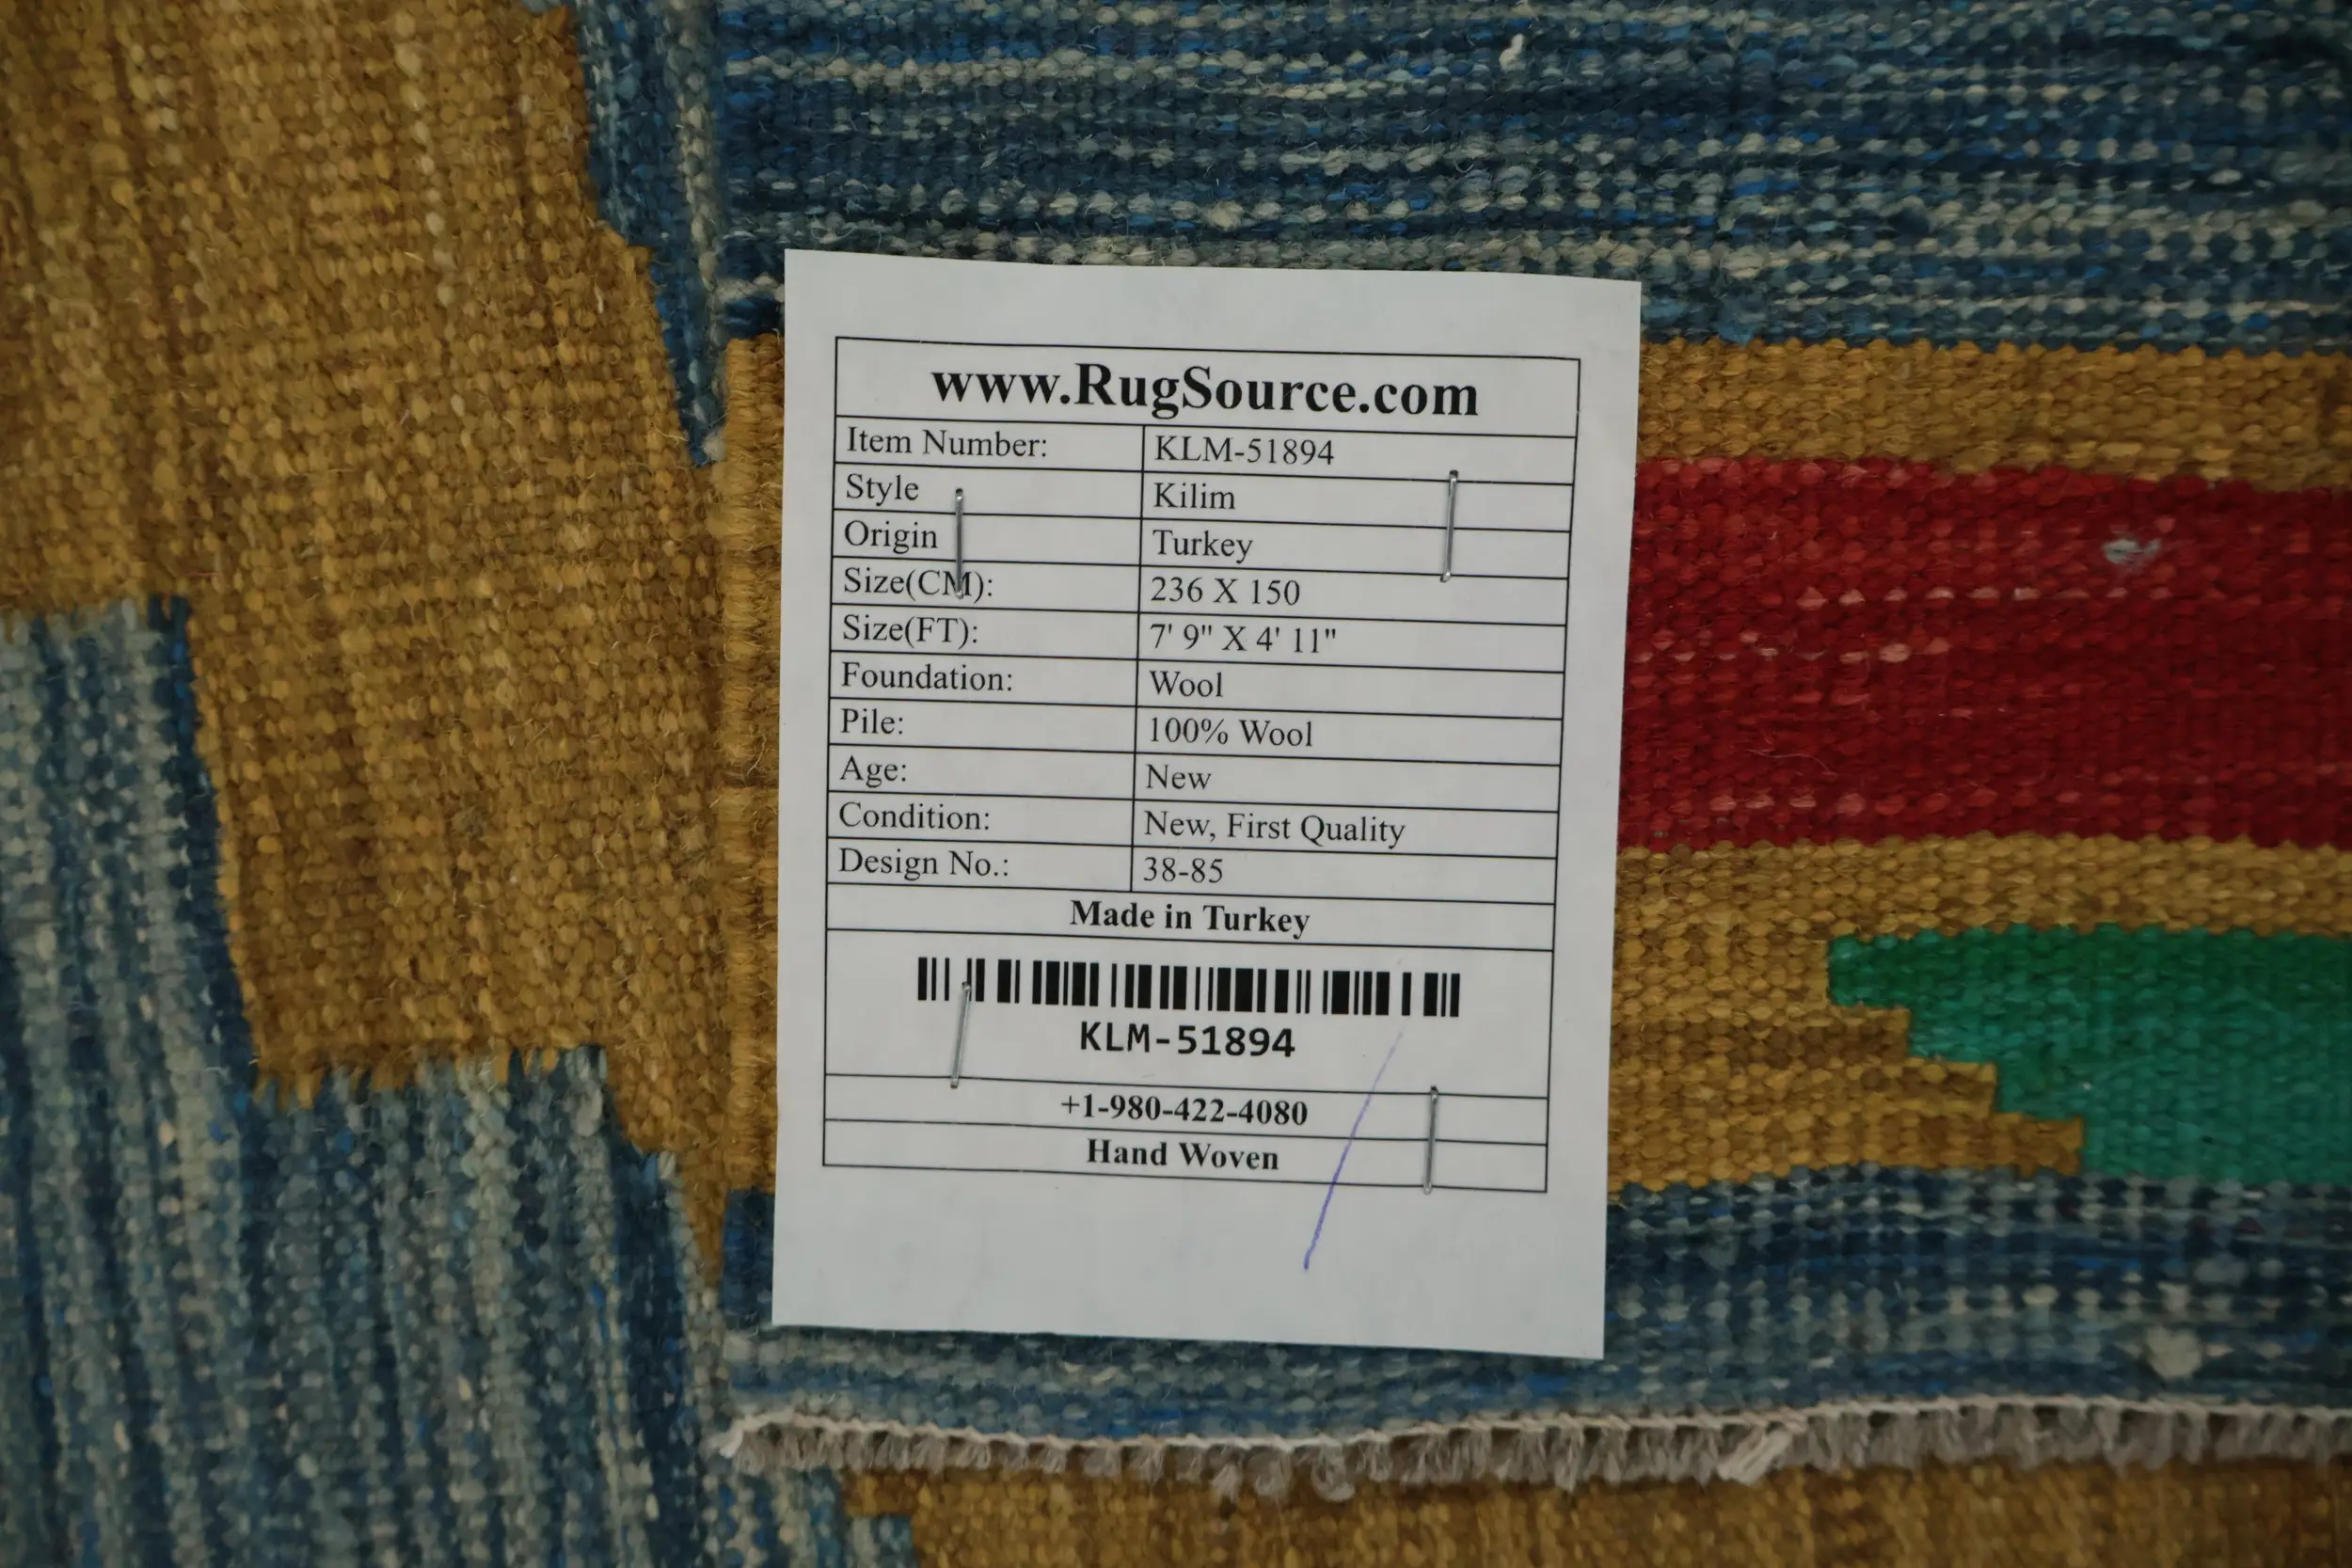 www.RugSource.com
Item Number: KLM-51894
Style Kilim
Origin Turkey
Size(CM): 236 X 150
Size(FT): 7' 9" X 4' 11"
Foundation: Wool
Pile: 100% Wool
Age: New
Condition: New, First Quality
Design No.: 38-85
Made in Turkey
KLM-51894
+1-980-422-4080
Hand Woven